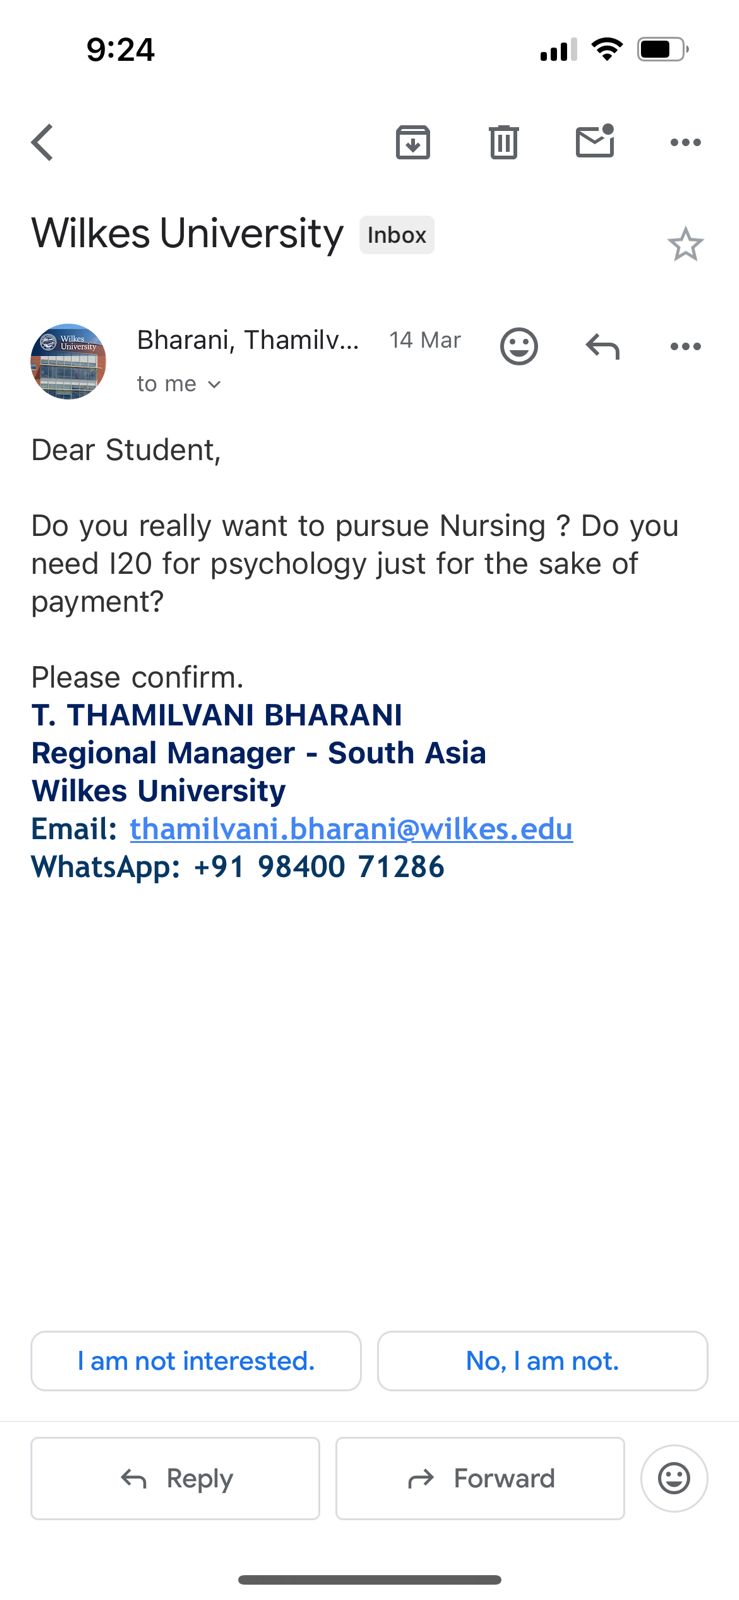 9:24
Wilkes University Inbox
Wilkes
University
Bharani, Thamilv... 14 Mar
to me
Dear Student,
Do you really want to pursue Nursing ? Do you
need I20 for psychology just for the sake of
payment?
Please confirm.
T. THAMILVANI BHARANI
Regional Manager - South Asia
Wilkes University
Email: thamilvani.bharani@wilkes.edu
WhatsApp: +91 98400 71286
I am not interested.
No, I am not.
Reply
Forward